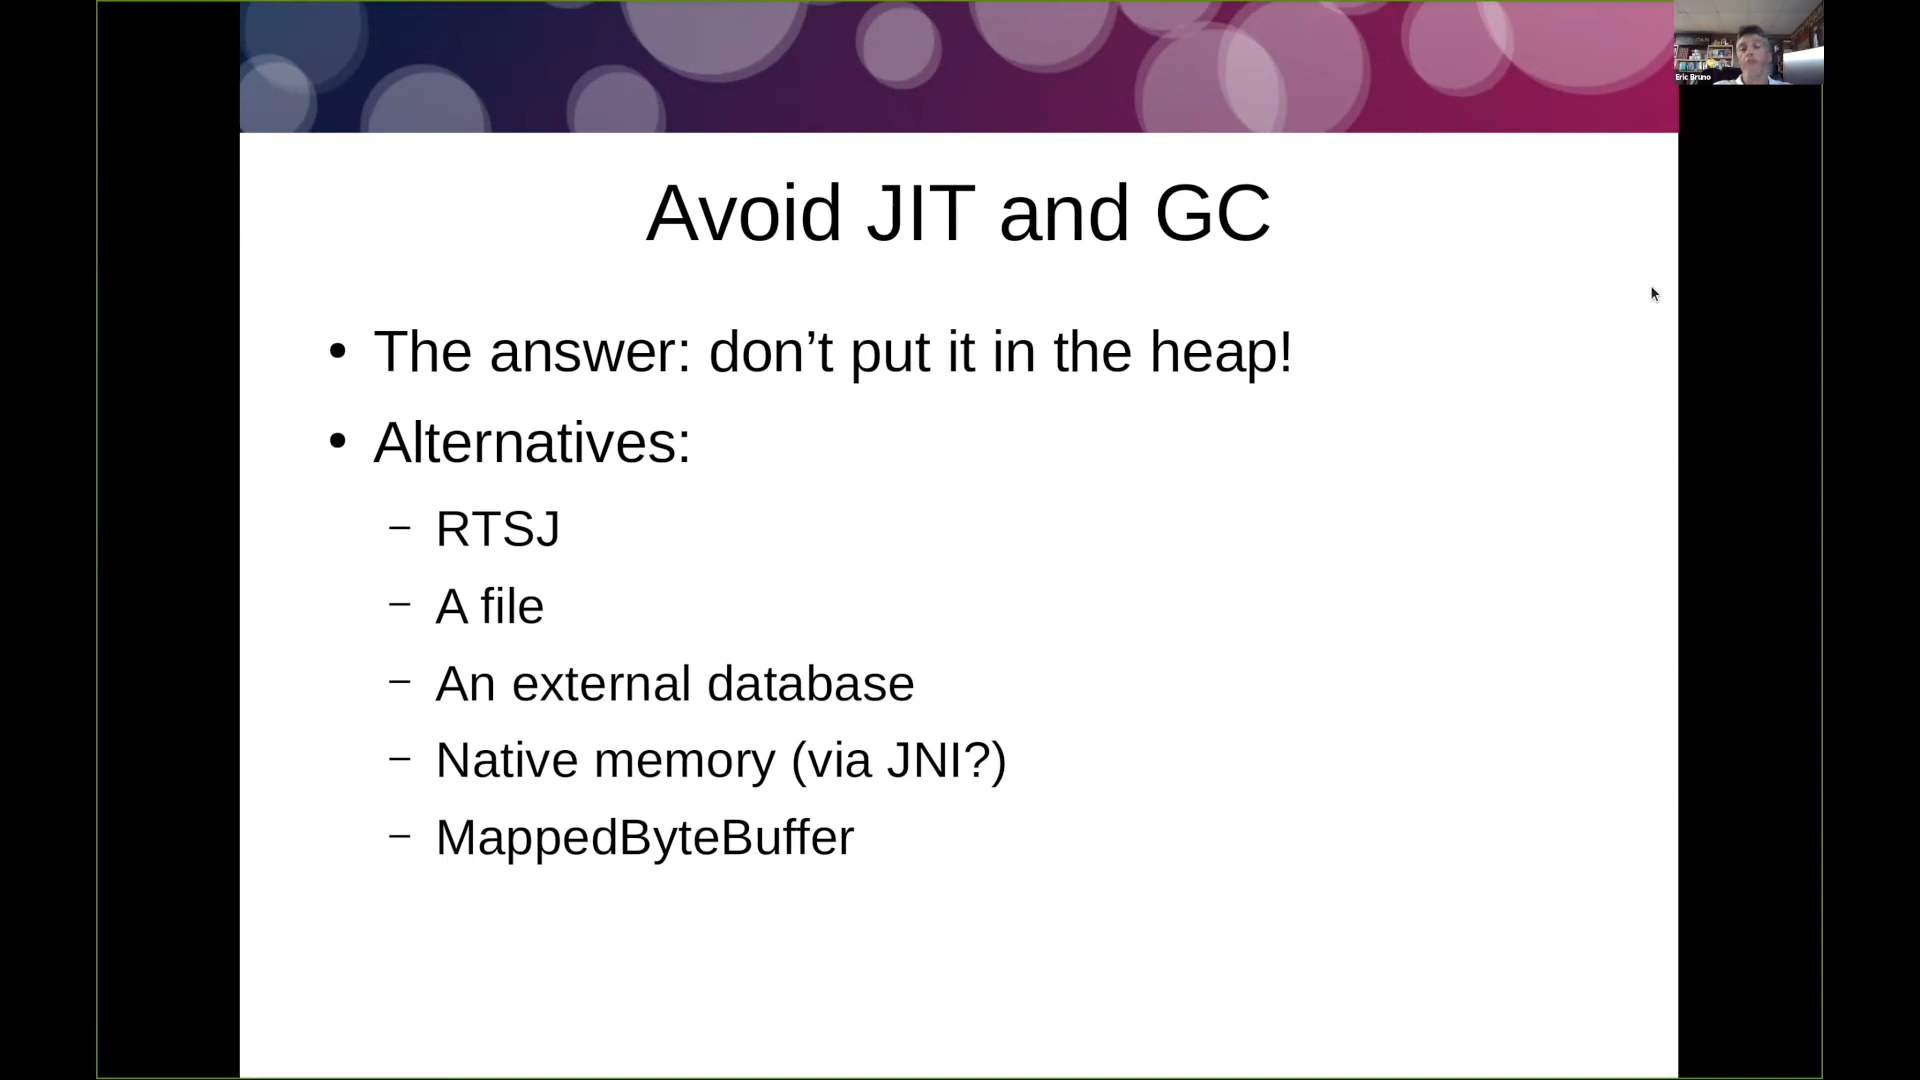 Eric Bruno
Avoid JIT and GC
• The answer: don’t put it in the heap!
• Alternatives:
– RTSJ
– A file
– An external database
– Native memory (via JNI?)
– MappedByteBuffer